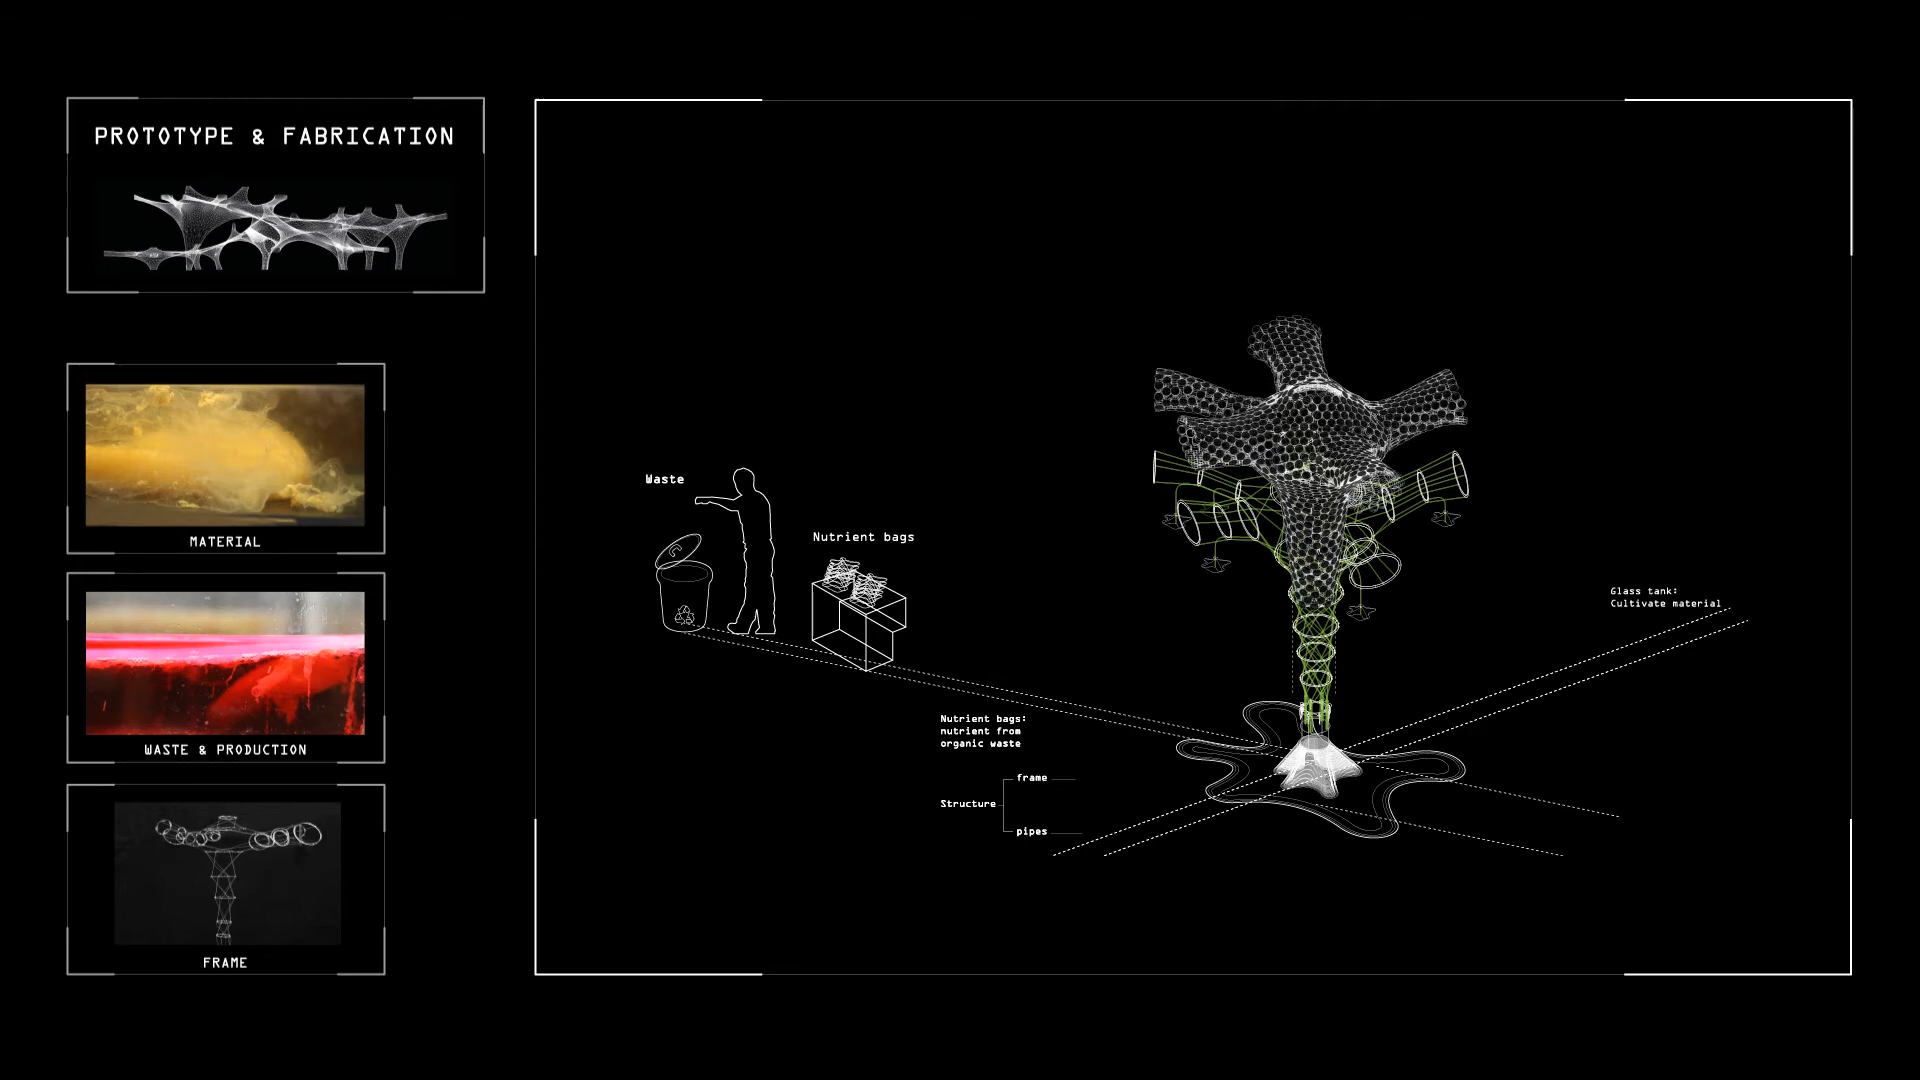 PROTOTYPE & FABRICATION
MATERIAL
WASTE & PRODUCTION
FRAME
Waste
Nutrient bags
Glass tank:
Cultivate material
Nutrient bags:
nutrient from
organic waste
frame
Structure
pipes